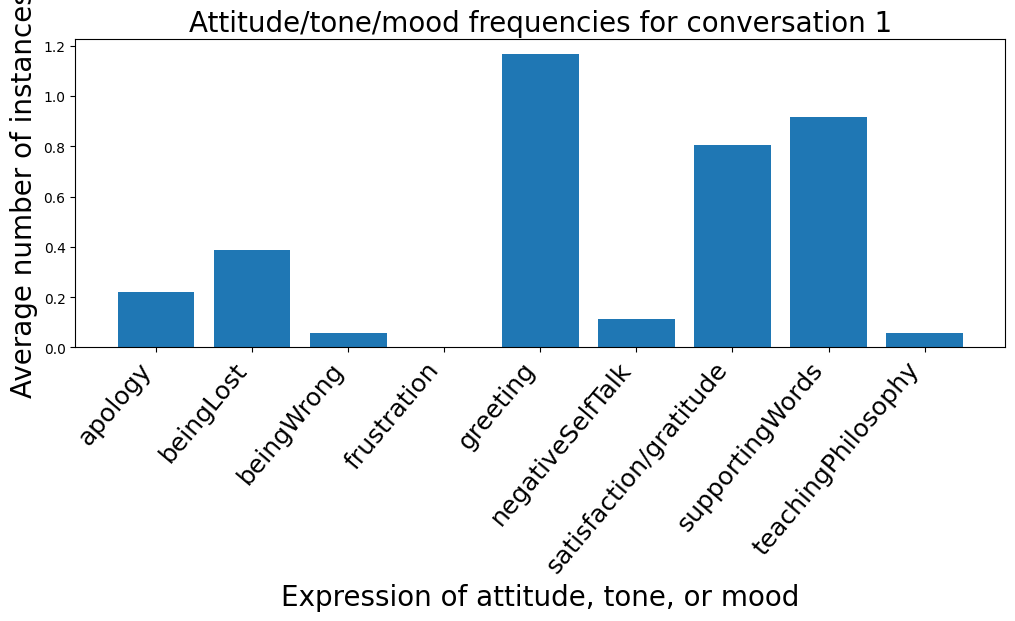 Attitude/tone/mood frequencies for conversation 1
Average number of instances
1.2
1.0
0.8
0.6
0.4
0.2
0.0
apology
beingLost
beingWrong
frustration
greeting
negativeSelfTalk
satisfaction/gratitude
supportingWords
teachingPhilosophy
Expression of attitude, tone, or mood